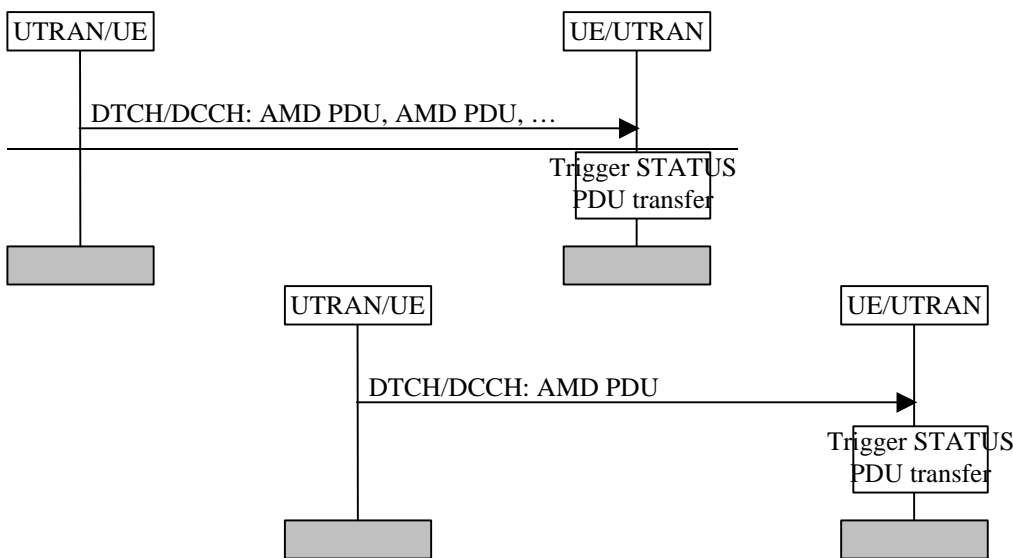 UTRAN/UE
UE/UTRAN
DTCH/DCCH: AMD PDU, AMD PDU, …
Trigger STATUS
PDU transfer
UTRAN/UE
UE/UTRAN
DTCH/DCCH: AMD PDU
Trigger STATUS
PDU transfer